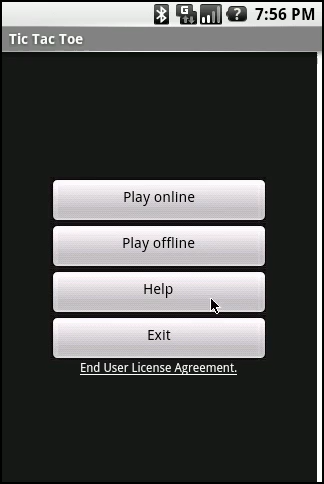 7:56 PM
Tic Tac Toe
Play online
Play offline
Help
Exit
End User License Agreement.